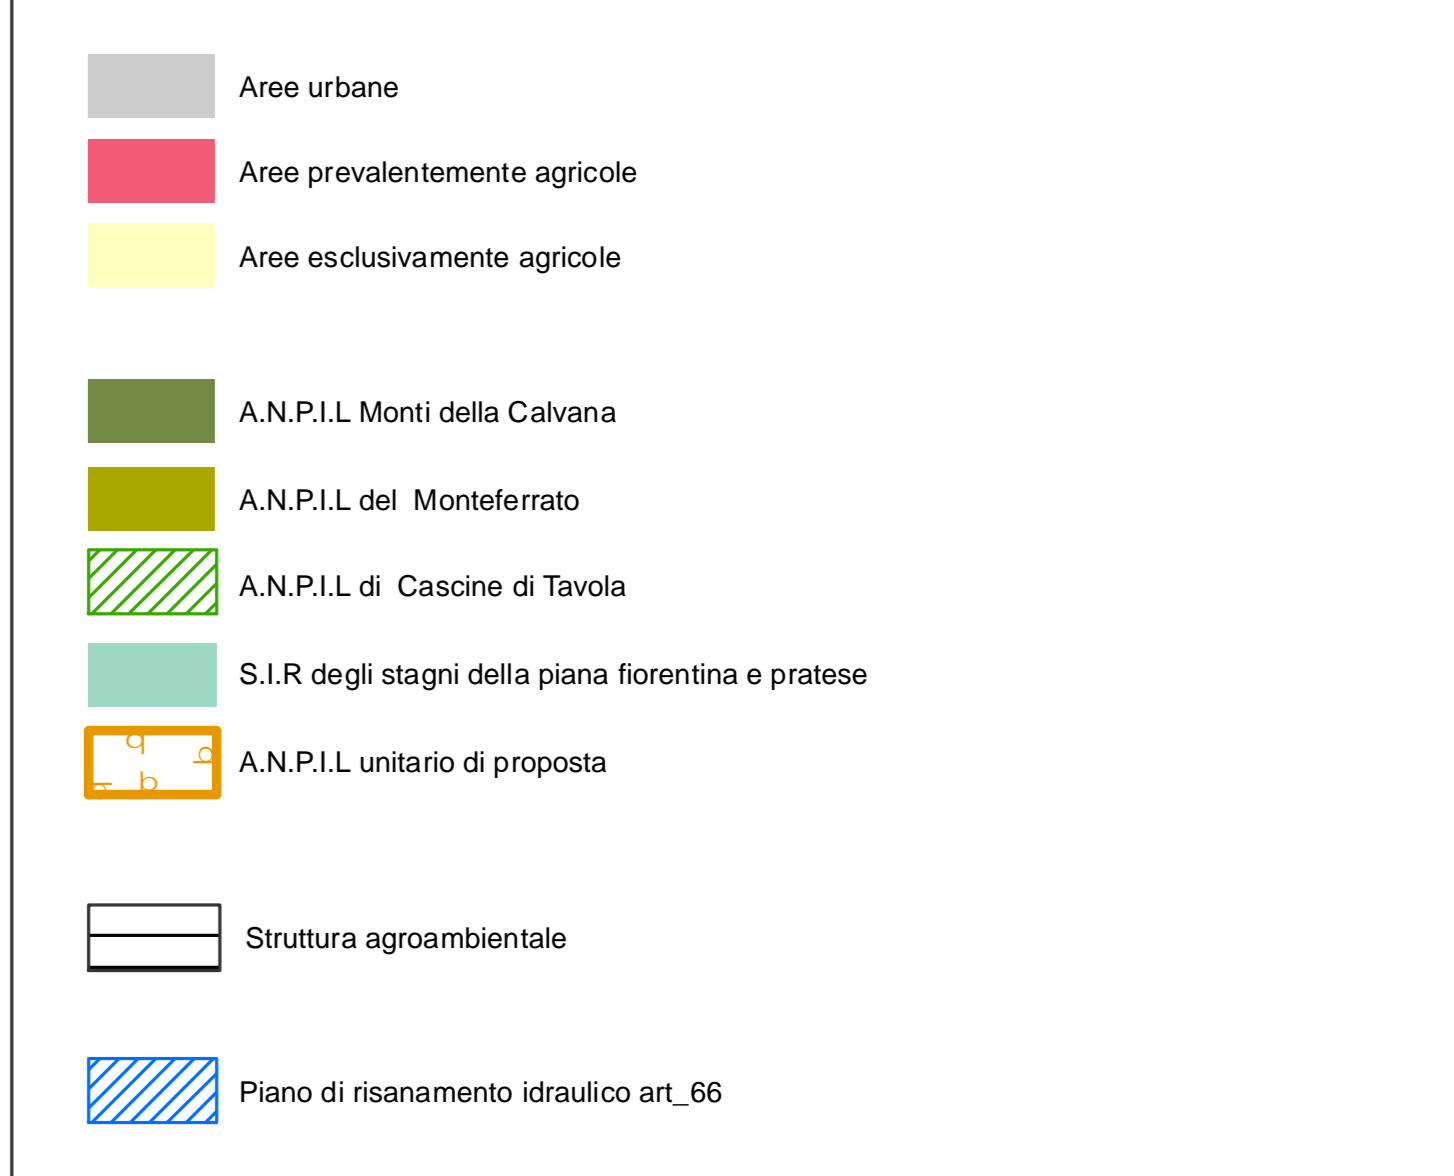 Aree urbane
Aree prevalentemente agricole
Aree esclusivamente agricole
A.N.P.I.L Monti della Calvana
A.N.P.I.L del  Monteferrato
A.N.P.I.L di  Cascine di Tavola
S.I.R degli stagni della piana fiorentina e pratese
A.N.P.I.L unitario di proposta
Struttura agroambientale
Piano di risanamento idraulico art_66